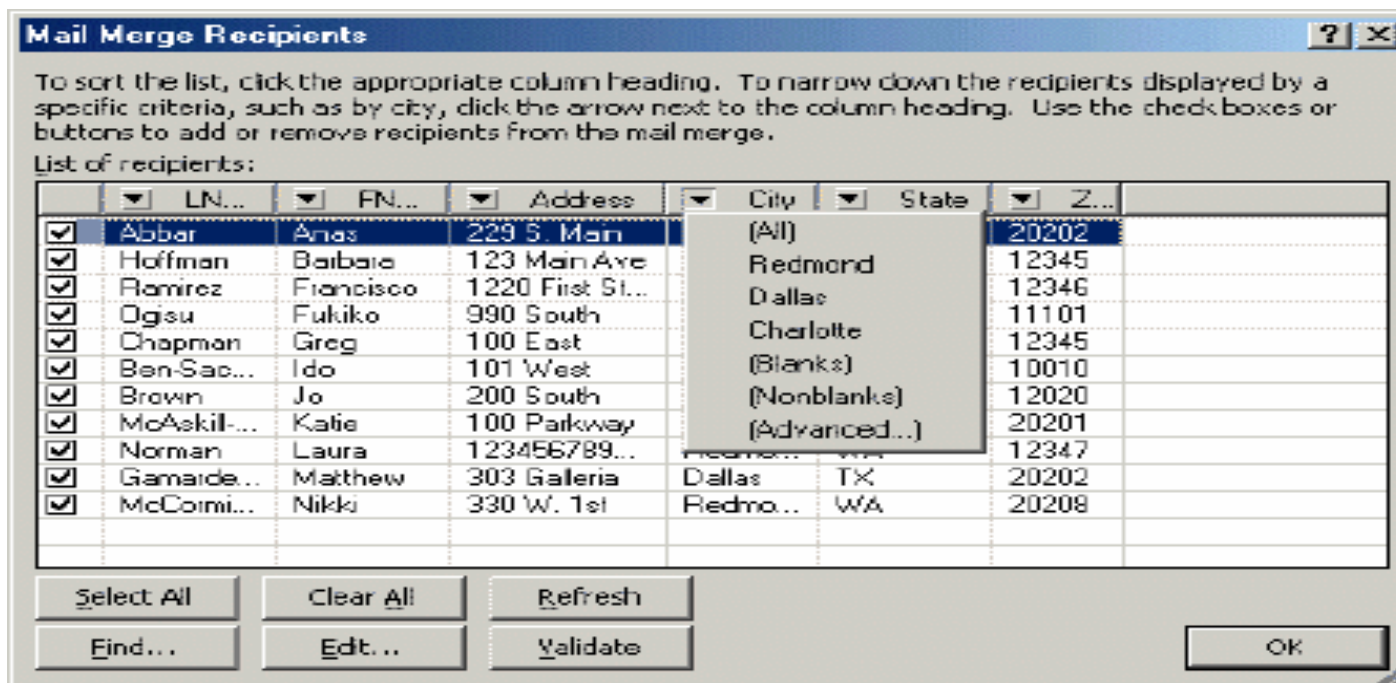 Mail Merge Recipients
To sort the list, click the appropriate column heading. To narrow down the recipients displayed by a
specific criteria, such as by city, click the arrow next to the column heading. Use the check boxes or
buttons to add or remove recipients from the mail merge.
List of recipients:
LN... FN... Address City State Z...
Abbar Anas 229 S. Main 20202
Hoffman Barbara 123 Main Ave 12345
Ramirez Francisco 1220 First St... 12346
Ogisu Fukiko 990 South 11101
Chapman Greg 100 East 12345
Ben-Sac... Ido 101 West 10010
Brown Jo 200 South 12020
McAskill-... Katie 100 Parkway 20201
Norman Laura 123456789... Redmo... WA 12347
Gamarde... Matthew 303 Galleria Dallas TX 20202
McCormi... Nikki 330 W. 1st Redmo... WA 20208
(All)
Redmond
Dallas
Charlotte
(Blanks)
(Nonblanks)
(Advanced...)
Select All Clear All Refresh
Find... Edit... Validate OK